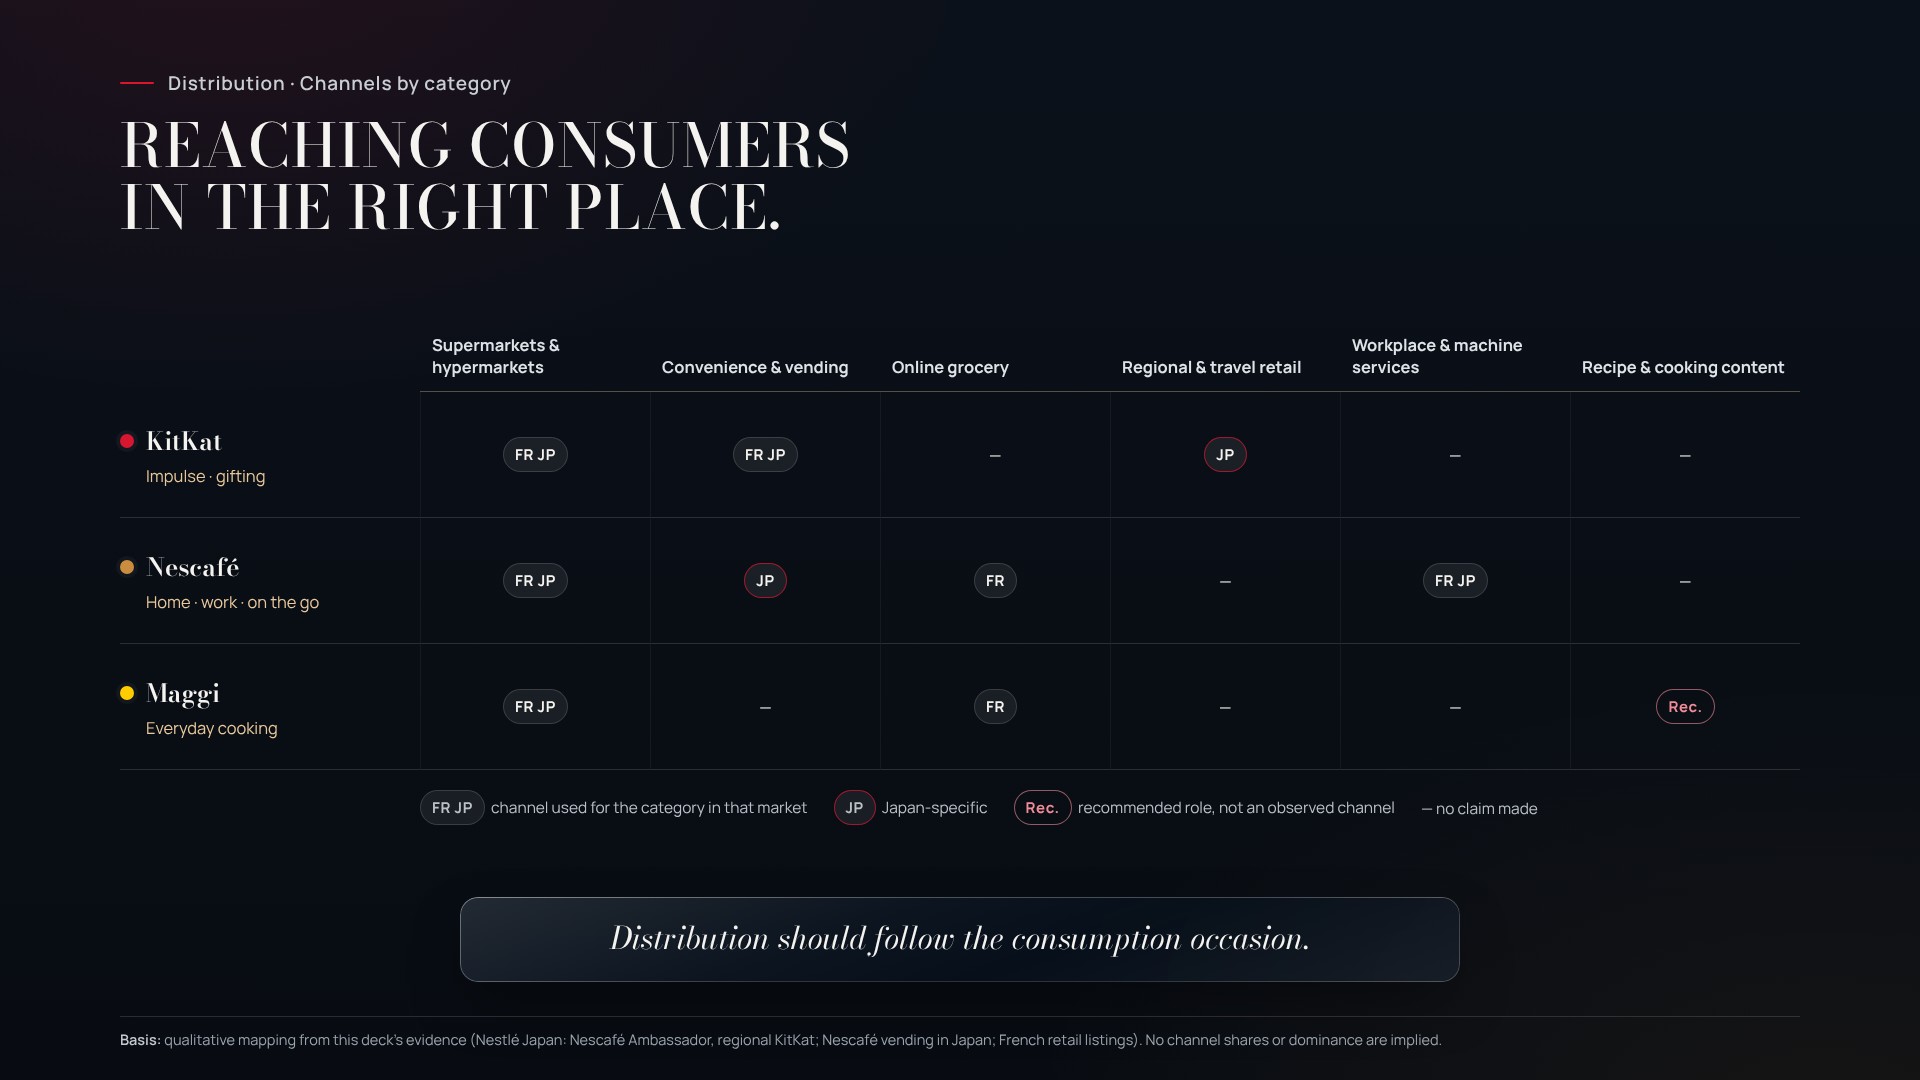 Distribution · Channels by category
REACHING CONSUMERS
IN THE RIGHT PLACE.
Supermarkets &
hypermarkets
Convenience & vending
Online grocery
Regional & travel retail
Workplace & machine
services
Recipe & cooking content
KitKat
Impulse · gifting
FR JP
FR JP
—
JP
—
—
Nescafé
Home · work · on the go
FR JP
JP
FR
—
FR JP
—
Maggi
Everyday cooking
FR JP
—
FR
—
—
Rec.
FR JP channel used for the category in that market JP Japan-specific Rec. recommended role, not an observed channel — no claim made
Distribution should follow the consumption occasion.
Basis: qualitative mapping from this deck's evidence (Nestlé Japan: Nescafé Ambassador, regional KitKat; Nescafé vending in Japan; French retail listings). No channel shares or dominance are implied.